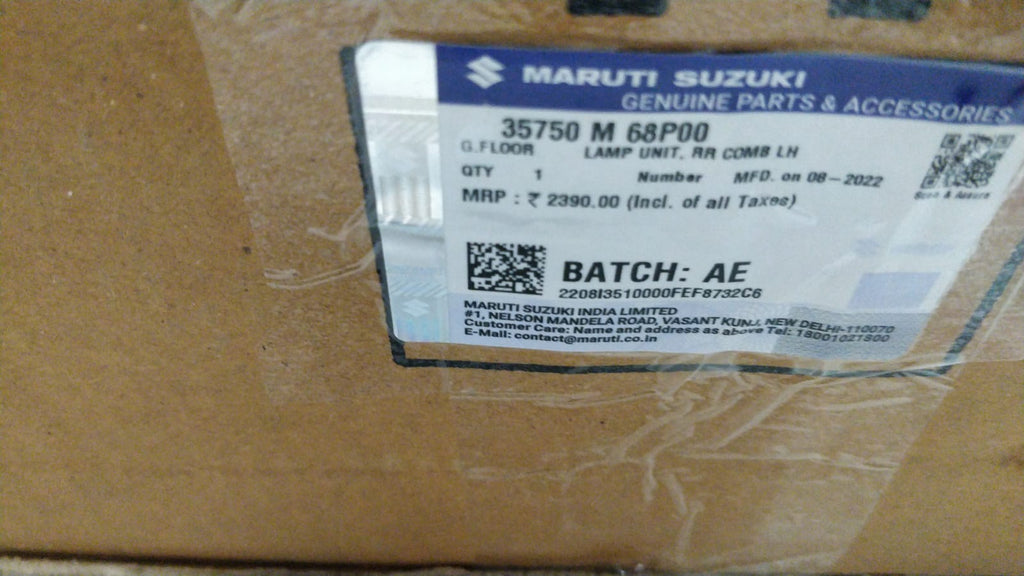 MARUTI SUZUKI
GENUINE PARTS & ACCESSORIES
35750 M 68P00
G.FLOOR LAMP UNIT, RR COMB LH
QTY 1 Number MFD. on 08-2022
MRP : ₹ 2390.00 (Incl. of all Taxes)
Scan & Assure
BATCH: AE
2208I3510000FEF8732C6
MARUTI SUZUKI INDIA LIMITED
#1, NELSON MANDELA ROAD, VASANT KUNJ, NEW DELHI-110070
Customer Care: Name and address as above Tel: 18001021800
E-Mail: contact@maruti.co.in